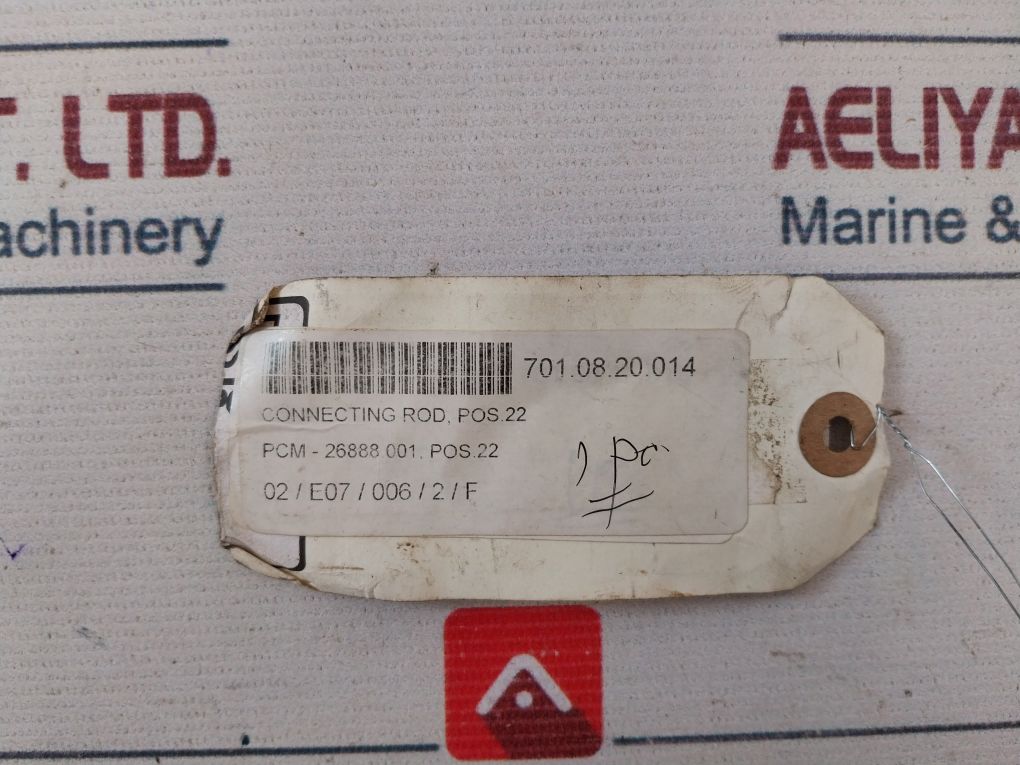 T. LTD.
achinery
AELIYA
Marine &
701.08.20.014
CONNECTING ROD, POS.22
PCM - 26888 001, POS.22
02 / E07 / 006 / 2 / F
1 pc